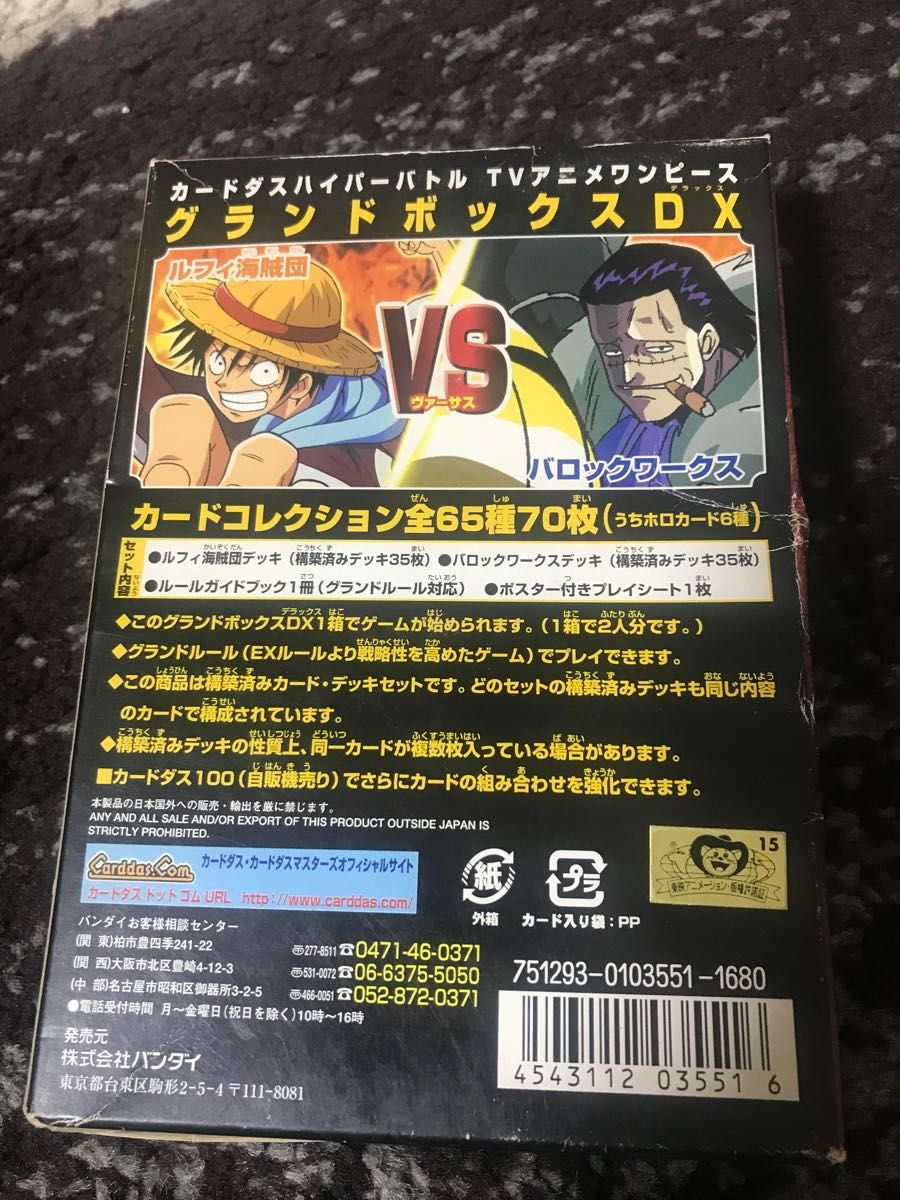 カードダスハイパーバトル TVアニメワンピース
グランドボックスDX
デラックス
ルフィ海賊団
VS
ヴァーサス
バロックワークス
カードコレクション全65種70枚(うちホロカード6種)
セット内容
●ルフィ海賊団デッキ(構築済みデッキ35枚) ●バロックワークスデッキ(構築済みデッキ35枚)
●ルールガイドブック1冊(グランドルール対応) ●ポスター付きプレイシート1枚
◆このグランドボックスDX1箱でゲームが始められます。(1箱で2人分です。)
◆グランドルール(EXルールより戦略性を高めたゲーム)でプレイできます。
◆この商品は構築済みカード・デッキセットです。どのセットの構築済みデッキも同じ内容
のカードで構成されています。
◆構築済みデッキの性質上、同一カードが複数枚入っている場合があります。
■カードダス100(自販機売り)でさらにカードの組み合わせを強化できます。
本製品の日本国外への販売・輸出を厳に禁じます。
ANY AND ALL SALE AND/OR EXPORT OF THIS PRODUCT OUTSIDE JAPAN IS
STRICTLY PROHIBITED.
Carddas.Com
カードダス・カードダスマスターズオフィシャルサイト
カードダス ドット コム URL http://www.carddas.com/
紙
外箱
プラ
カード入り袋:PP
15
東映アニメーション・版権許諾証
バンダイお客様相談センター
(関 東)柏市豊四季241-22 〠277-8511☎0471-46-0371
(関 西)大阪市北区豊崎4-12-3 〠531-0072☎06-6375-5050
(中 部)名古屋市昭和区御器所3-2-5 〠466-0051☎052-872-0371
●電話受付時間 月〜金曜日(祝日を除く)10時〜16時
発売元
株式会社バンダイ
東京都台東区駒形2-5-4 〒111-8081
751293-0103551-1680
4543112 035516